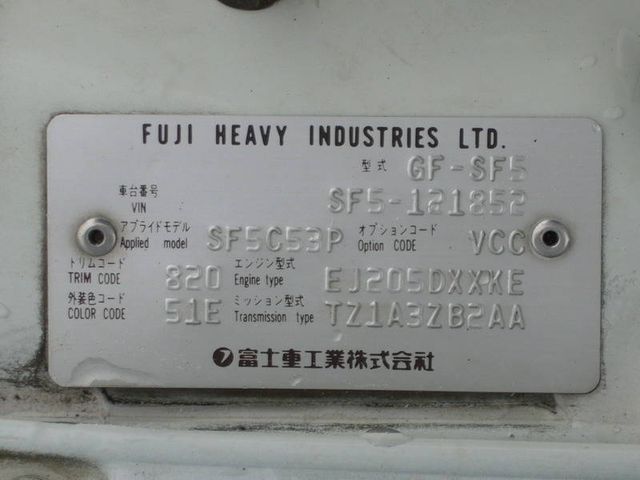 FUJI HEAVY INDUSTRIES LTD.
型式 GF-SF5
車台番号 VIN SF5-121852
アプライドモデル Applied model SF5C53P オプションコード Option CODE VCC
トリムコード TRIM CODE 820 エンジン型式 Engine type EJ205DXXKE
外装色コード COLOR CODE 51E ミッション型式 Transmission type TZ1A3ZB2AA
フ富士重工業株式会社